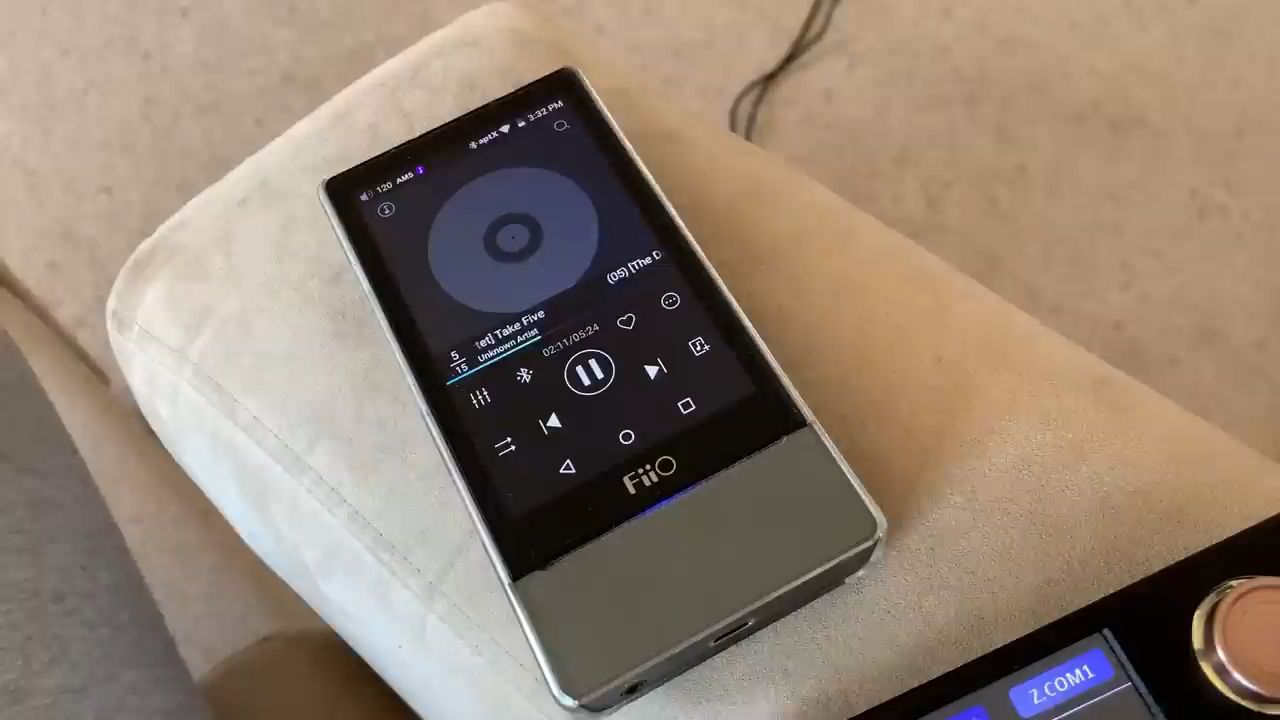 120 AM5
aptX 3:32 PM
(05) [The D
et] Take Five
5
15
Unknown Artist
02:11/05:24
FiiO
Z.COM1